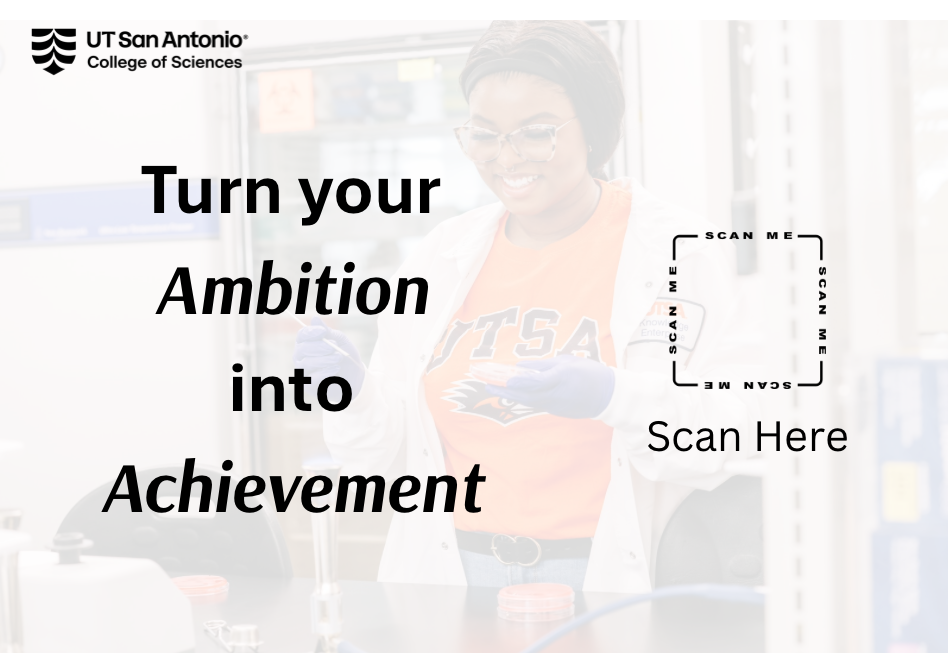 UT San Antonio®
College of Sciences
Turn your
Ambition
into
Achievement
UTSA
SCAN ME
SCAN ME
SCAN ME
SCAN ME
Scan Here